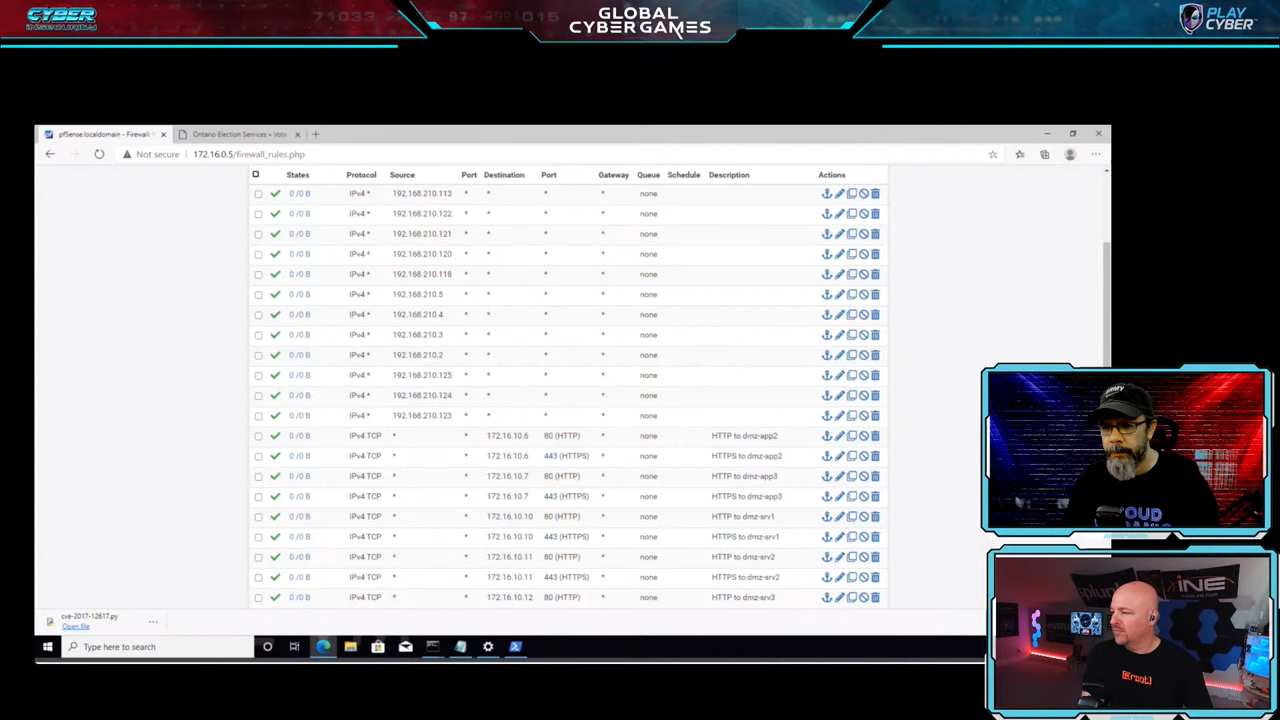 CYBER
INSECURITY
GLOBAL
CYBERGAMES
PLAY
CYBER
pfSense.localdomain - Firewall: R
Ontario Election Services » Vote
Not secure 172.16.0.5/firewall_rules.php
States Protocol Source Port Destination Port Gateway Queue Schedule Description Actions
0 /0 B IPv4 * 192.168.210.113 * * * * none
0 /0 B IPv4 * 192.168.210.122 * * * * none
0 /0 B IPv4 * 192.168.210.121 * * * * none
0 /0 B IPv4 * 192.168.210.120 * * * * none
0 /0 B IPv4 * 192.168.210.118 * * * * none
0 /0 B IPv4 * 192.168.210.5 * * * * none
0 /0 B IPv4 * 192.168.210.4 * * * * none
0 /0 B IPv4 * 192.168.210.3 * * * * none
0 /0 B IPv4 * 192.168.210.2 * * * * none
0 /0 B IPv4 * 192.168.210.125 * * * * none
0 /0 B IPv4 * 192.168.210.124 * * * * none
0 /0 B IPv4 * 192.168.210.123 * * * * none
0 /0 B IPv4 TCP * * 172.16.10.6 80 (HTTP) * none HTTP to dmz-app2
0 /0 B IPv4 TCP * * 172.16.10.6 443 (HTTPS) * none HTTPS to dmz-app2
0 /0 B IPv4 TCP * * 172.16.10.7 80 (HTTP) * none HTTP to dmz-app3
0 /0 B IPv4 TCP * * 172.16.10.7 443 (HTTPS) * none HTTPS to dmz-app3
0 /0 B IPv4 TCP * * 172.16.10.10 80 (HTTP) * none HTTP to dmz-srv1
0 /0 B IPv4 TCP * * 172.16.10.10 443 (HTTPS) * none HTTPS to dmz-srv1
0 /0 B IPv4 TCP * * 172.16.10.11 80 (HTTP) * none HTTP to dmz-srv2
0 /0 B IPv4 TCP * * 172.16.10.11 443 (HTTPS) * none HTTPS to dmz-srv2
0 /0 B IPv4 TCP * * 172.16.10.12 80 (HTTP) * none HTTP to dmz-srv3
cve-2017-12617.py
Open file
Type here to search
ARMY
OUD
splunk
INE
[root]